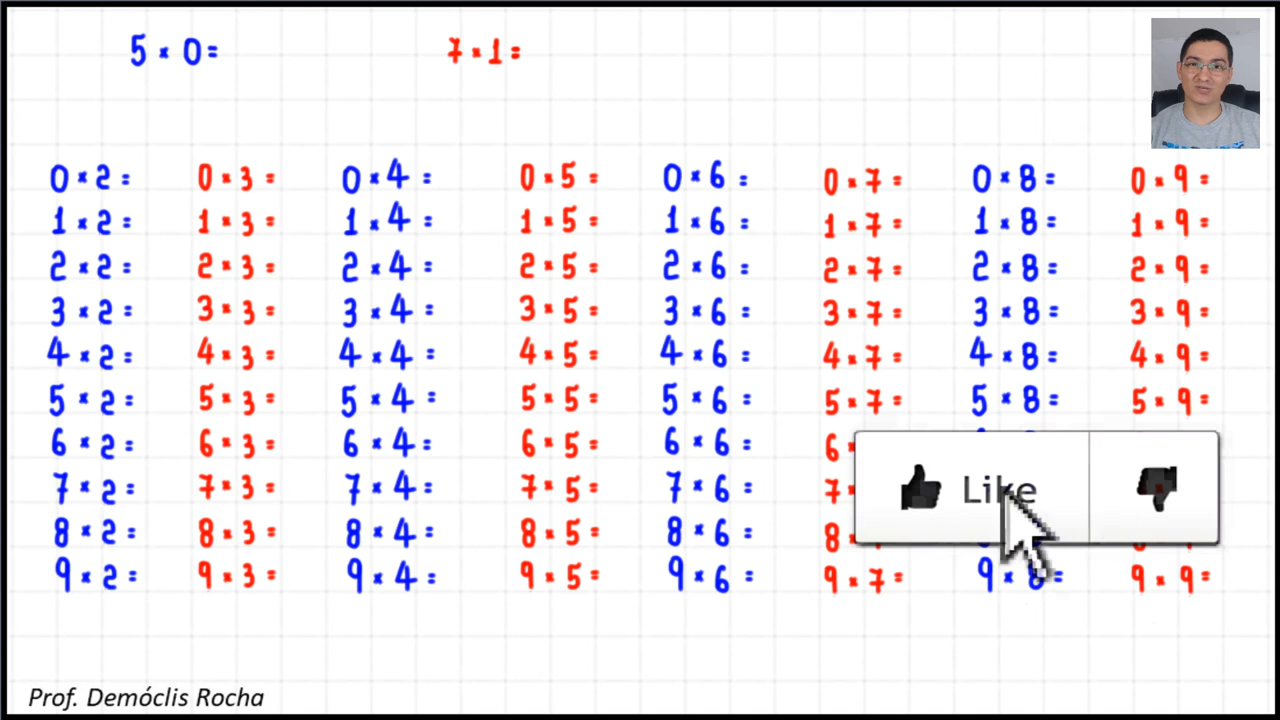 5 × 0 = 7 × 1 =
0 × 2 = 0 × 3 = 0 × 4 = 0 × 5 = 0 × 6 = 0 × 7 = 0 × 8 = 0 × 9 =
1 × 2 = 1 × 3 = 1 × 4 = 1 × 5 = 1 × 6 = 1 × 7 = 1 × 8 = 1 × 9 =
2 × 2 = 2 × 3 = 2 × 4 = 2 × 5 = 2 × 6 = 2 × 7 = 2 × 8 = 2 × 9 =
3 × 2 = 3 × 3 = 3 × 4 = 3 × 5 = 3 × 6 = 3 × 7 = 3 × 8 = 3 × 9 =
4 × 2 = 4 × 3 = 4 × 4 = 4 × 5 = 4 × 6 = 4 × 7 = 4 × 8 = 4 × 9 =
5 × 2 = 5 × 3 = 5 × 4 = 5 × 5 = 5 × 6 = 5 × 7 = 5 × 8 = 5 × 9 =
6 × 2 = 6 × 3 = 6 × 4 = 6 × 5 = 6 × 6 = 6
7 × 2 = 7 × 3 = 7 × 4 = 7 × 5 = 7 × 6 = 7 Like
8 × 2 = 8 × 3 = 8 × 4 = 8 × 5 = 8 × 6 = 8
9 × 2 = 9 × 3 = 9 × 4 = 9 × 5 = 9 × 6 = 9 × 7 = 9 × 8 = 9 × 9 =
Prof. Demóclis Rocha